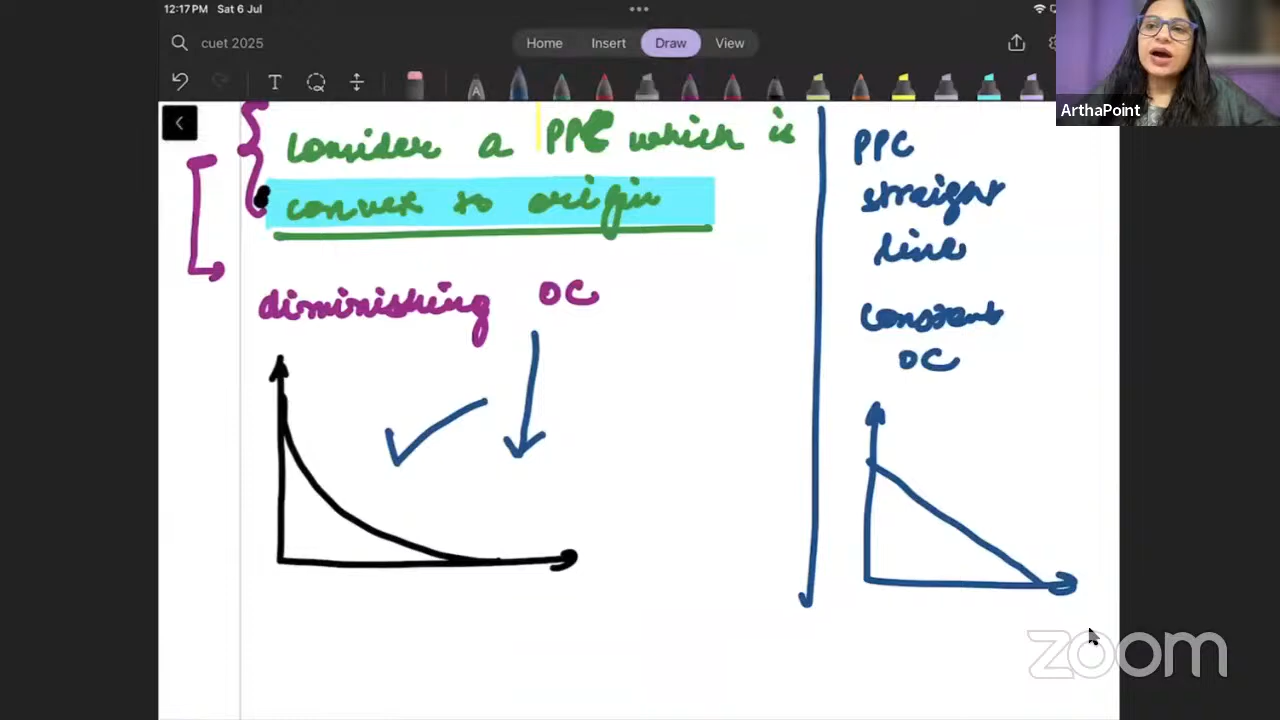 12:17 PM Sat 6 Jul
cuet 2025
Home Insert Draw View
T
A
ArthaPoint
Consider a PPC which is
convex to origin
diminishing OC
PPC
straight
line
constant
OC
zoom